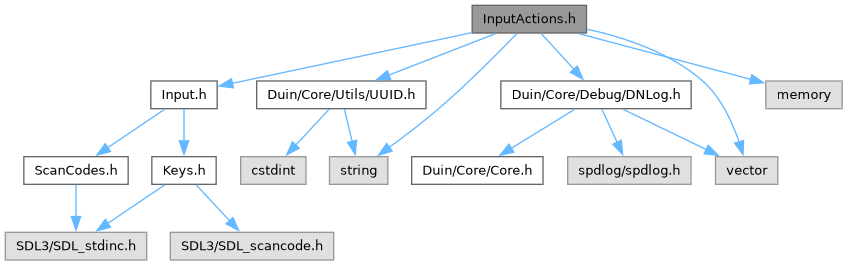 InputActions.h
Input.h
Duin/Core/Utils/UUID.h
Duin/Core/Debug/DNLog.h
memory
ScanCodes.h
Keys.h
cstdint
string
Duin/Core/Core.h
spdlog/spdlog.h
vector
SDL3/SDL_stdinc.h
SDL3/SDL_scancode.h